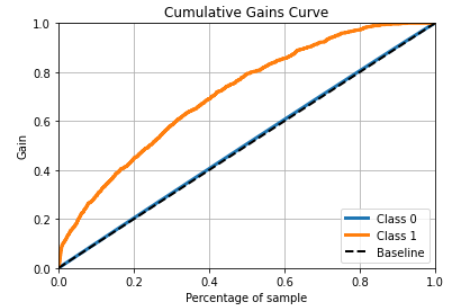 Cumulative Gains Curve
1.0
0.8
0.6
0.4
0.2
0.0
Gain
0.0 0.2 0.4 0.6 0.8 1.0
Percentage of sample
Class 0
Class 1
Baseline